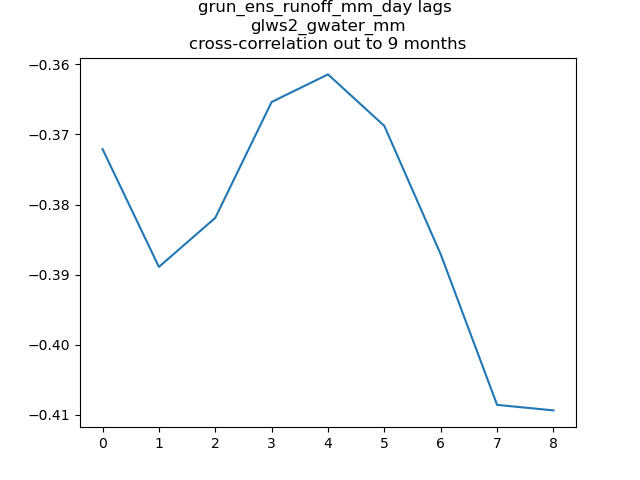 grun_ens_runoff_mm_day lags
glws2_gwater_mm
cross-correlation out to 9 months
−0.36
−0.37
−0.38
−0.39
−0.40
−0.41
0 1 2 3 4 5 6 7 8